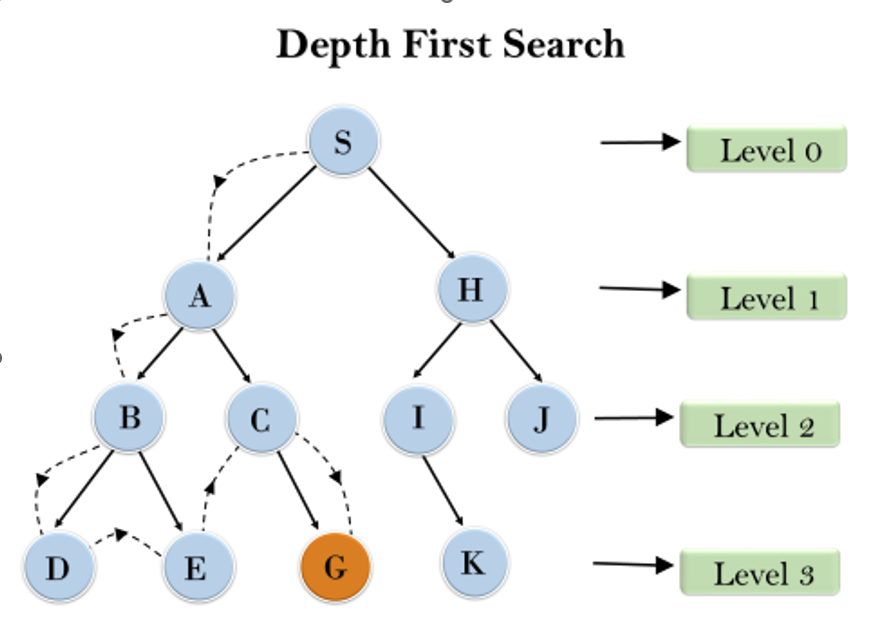 Depth First Search
S
Level 0
A
H
Level 1
B
C
I
J
Level 2
D
E
G
K
Level 3